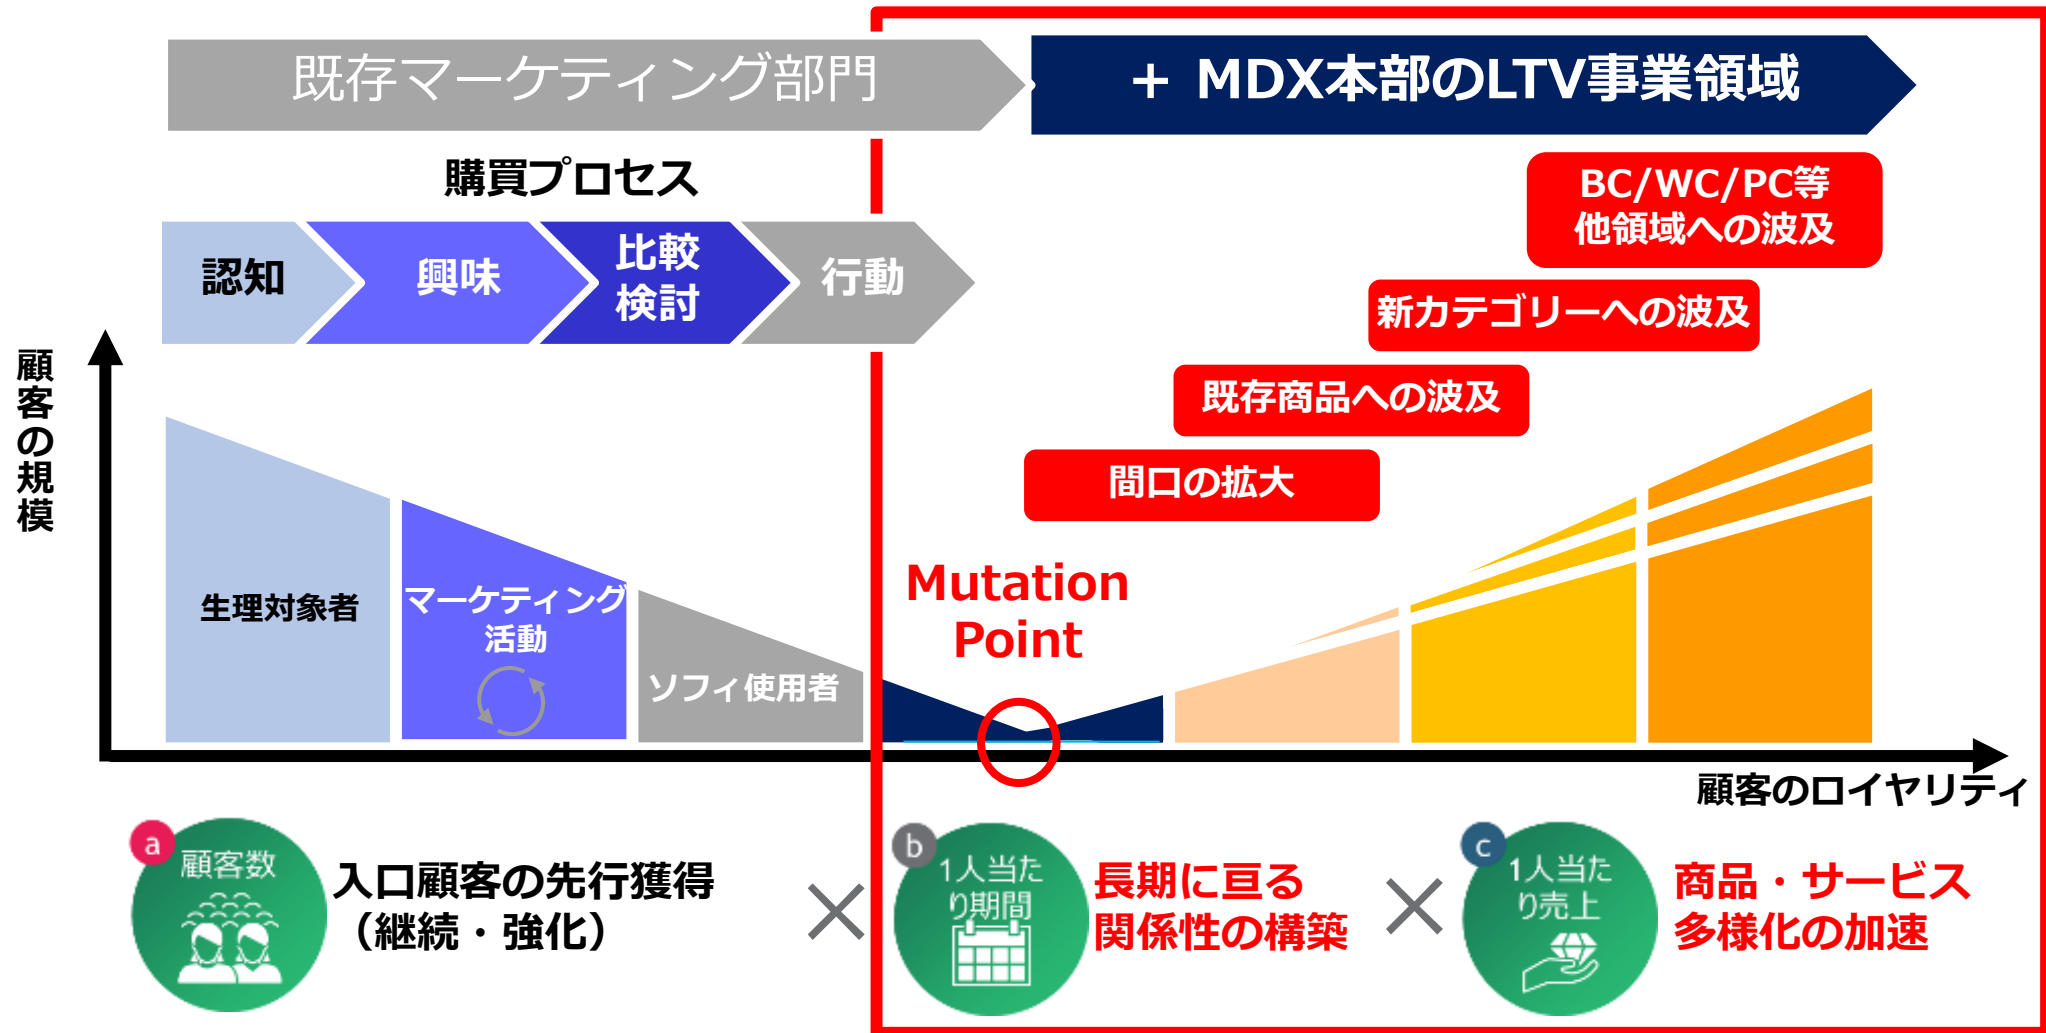 既存マーケティング部門
+ MDX本部のLTV事業領域
購買プロセス
認知
興味
比較
検討
行動
BC/WC/PC等
他領域への波及
新カテゴリーへの波及
既存商品への波及
間口の拡大
顧客の規模
生理対象者
マーケティング
活動
ソフィ使用者
Mutation
Point
顧客のロイヤリティ
a
顧客数
入口顧客の先行獲得
（継続・強化）
×
b
1人当た
り期間
長期に亘る
関係性の構築
×
c
1人当た
り売上
商品・サービス
多様化の加速